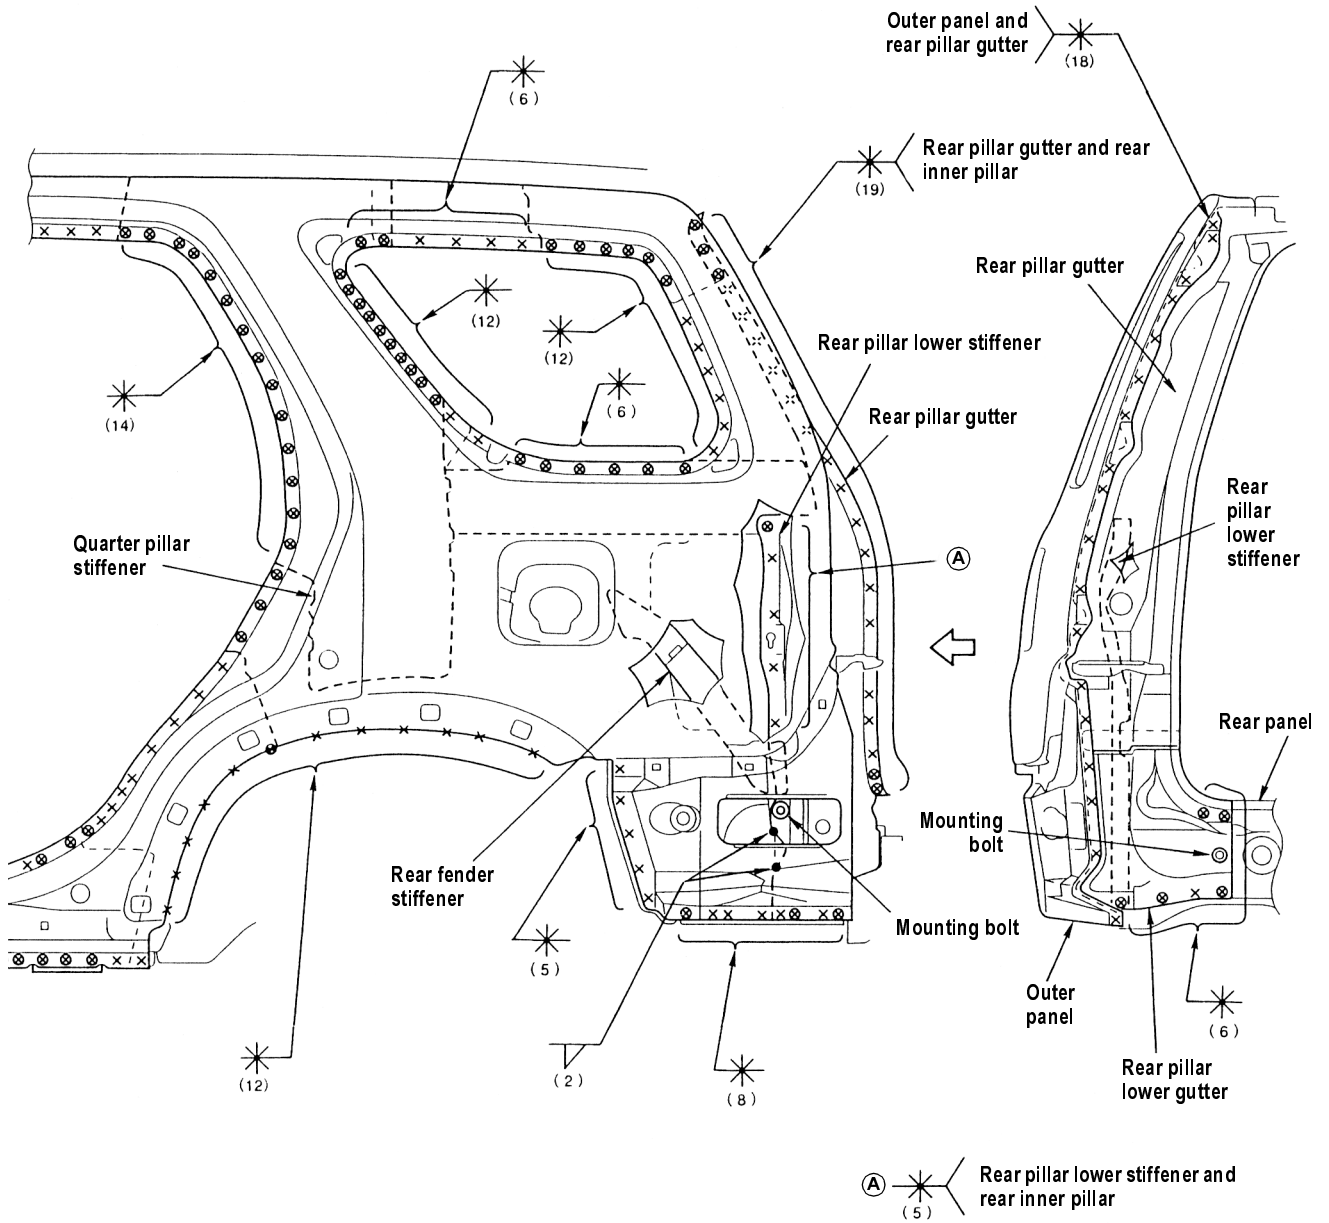 Outer panel and
rear pillar gutter
(18)
(6)
Rear pillar gutter and rear
inner pillar
(19)
Rear pillar gutter
(12)
(12)
Rear pillar lower stiffener
(6)
(14)
Rear pillar gutter
Rear
pillar
lower
stiffener
Quarter pillar
stiffener
A
Rear panel
Mounting
bolt
Rear fender
stiffener
Mounting bolt
(5)
Outer
panel
(6)
(12)
(2)
(8)
Rear pillar
lower gutter
A
(5)
Rear pillar lower stiffener and
rear inner pillar